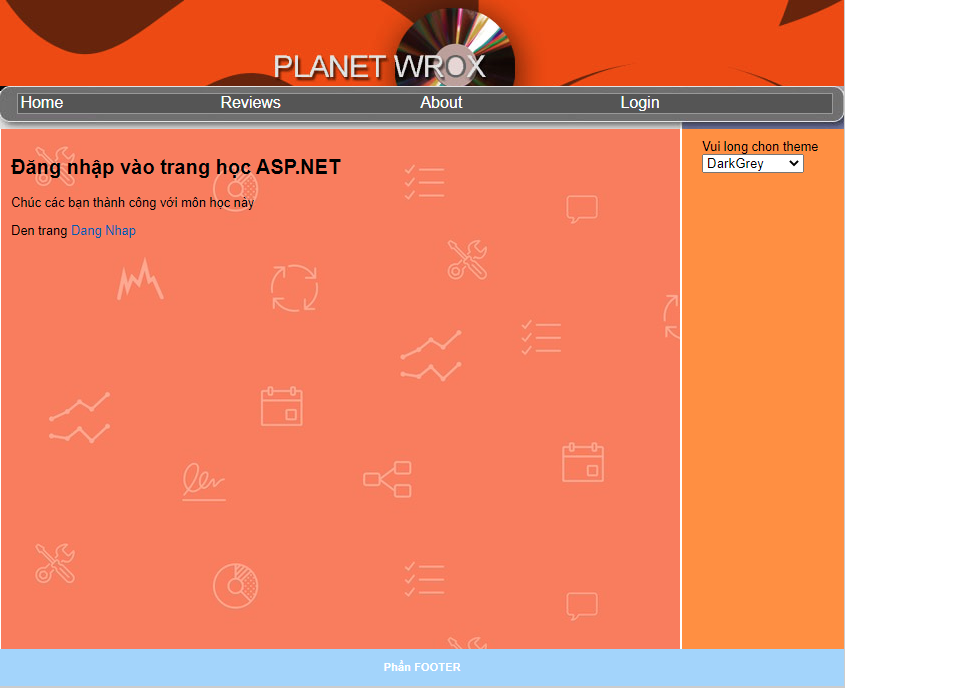 PLANET WROX
Home Reviews About Login
Vui long chon theme
DarkGrey
Đăng nhập vào trang học ASP.NET
Chúc các bạn thành công với môn học này
Den trang Dang Nhap
Phần FOOTER